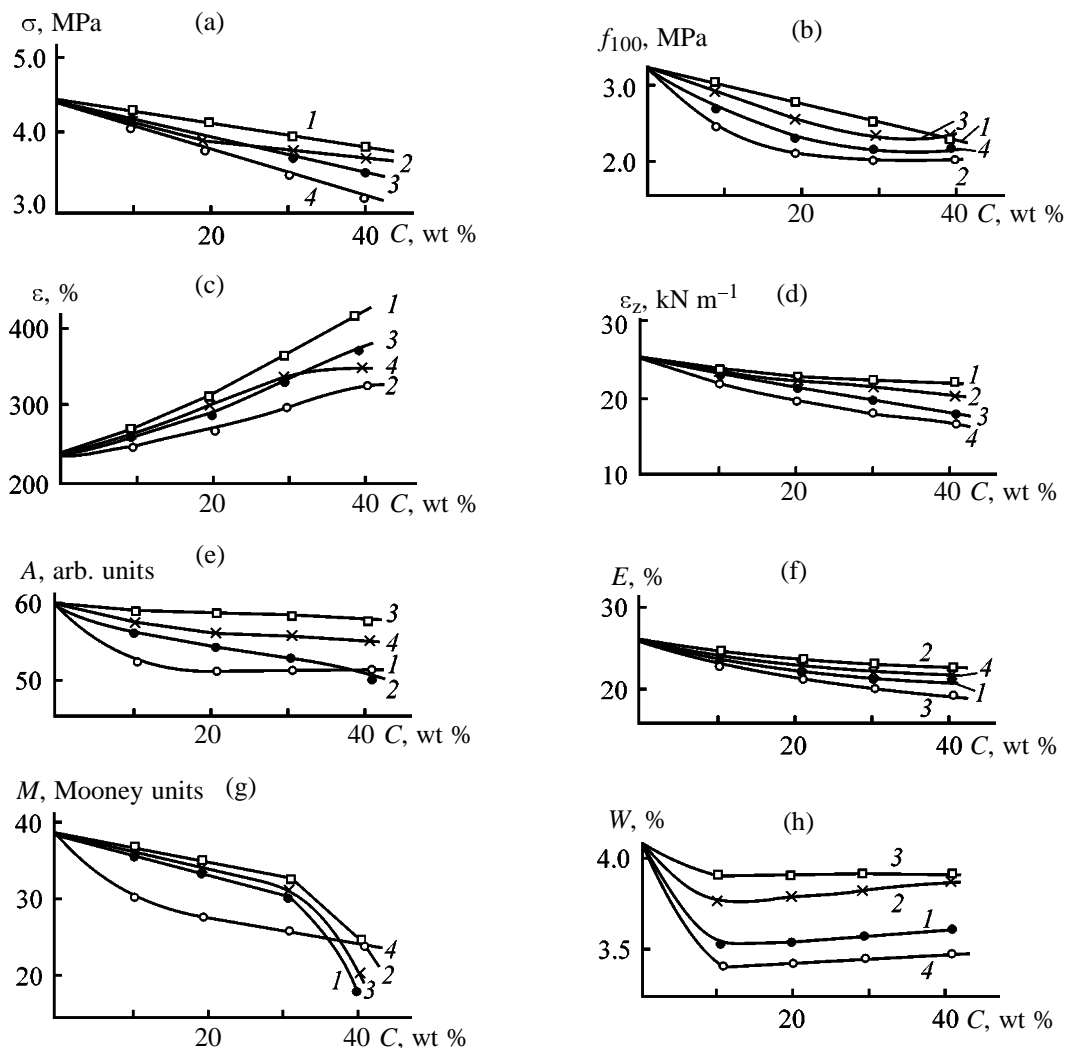 (a)
σ, MPa
5.0
4.0
3.0
1
2
3
4
20 40 C, wt %
(b)
f100, MPa
3.0
2.0
3
1
4
2
20 40 C, wt %
(c)
ε, %
400
300
200
1
3
4
2
20 40 C, wt %
(d)
εz, kN m–1
30
20
10
1
2
3
4
20 40 C, wt %
(e)
A, arb. units
60
50
3
4
1
2
20 40 C, wt %
(f)
E, %
30
20
2
4
1
3
20 40 C, wt %
M, Mooney units (g)
40
30
20
4
2
1 3
20 40 C, wt %
W, % (h)
4.0
3.5
3
2
1
4
20 40 C, wt %